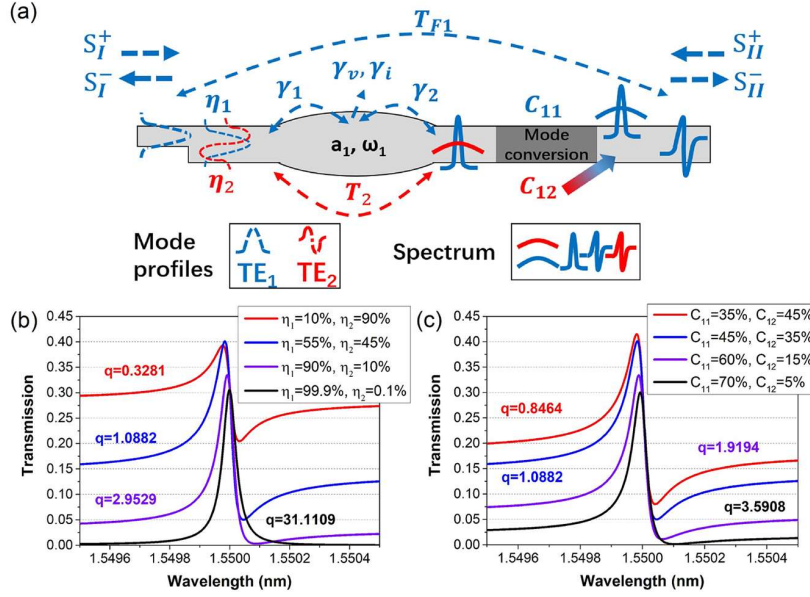 (a)
S_I^+
S_I^-
T_F1
S_II^+
S_II^-
η_1
γ_1
γ_v, γ_i
γ_2
C_11
a_1, ω_1
Mode
conversion
η_2
T_2
C_12
Mode
profiles
TE_1
TE_2
Spectrum
(b)
Transmission
0.45
0.40
0.35
0.30
0.25
0.20
0.15
0.10
0.05
0.00
η_1=10%, η_2=90%
η_1=55%, η_2=45%
η_1=90%, η_2=10%
η_1=99.9%, η_2=0.1%
q=0.3281
q=1.0882
q=2.9529
q=31.1109
1.5496
1.5498
1.5500
1.5502
1.5504
Wavelength (nm)
(c)
Transmission
0.45
0.40
0.35
0.30
0.25
0.20
0.15
0.10
0.05
0.00
C_11=35%, C_12=45%
C_11=45%, C_12=35%
C_11=60%, C_12=15%
C_11=70%, C_12=5%
q=0.8464
q=1.9194
q=1.0882
q=3.5908
1.5496
1.5498
1.5500
1.5502
1.5504
Wavelength (nm)